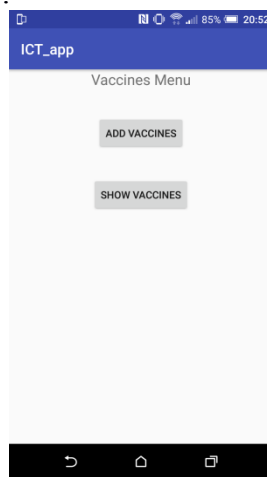 85% 20:52
ICT_app
Vaccines Menu
ADD VACCINES
SHOW VACCINES